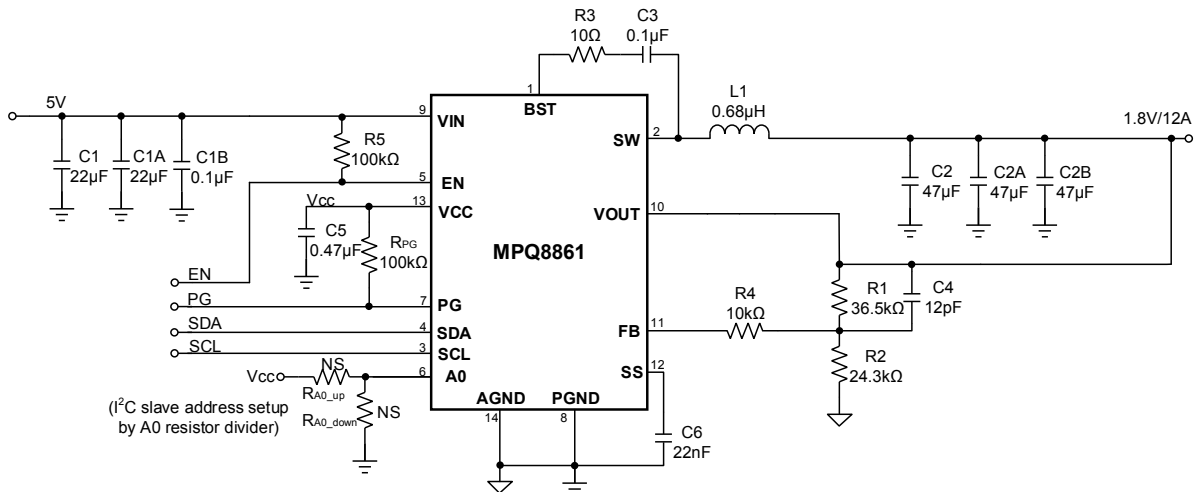 R3
10Ω
C3
0.1µF
5V
9
VIN
1
BST
SW
2
L1
0.68µH
1.8V/12A
C1
22µF
C1A
22µF
C1B
0.1µF
R5
100kΩ
5
EN
C2
47µF
C2A
47µF
C2B
47µF
Vcc
13
VCC
VOUT
10
C5
0.47µF
RPG
100kΩ
MPQ8861
EN
PG
7
PG
R4
10kΩ
R1
36.5kΩ
C4
12pF
SDA
4
SDA
FB
11
SCL
3
SCL
R2
24.3kΩ
Vcc
NS
6
A0
SS
12
RA0_up
(I²C slave address setup
by A0 resistor divider)
RA0_down
NS
AGND
PGND
14
8
C6
22nF